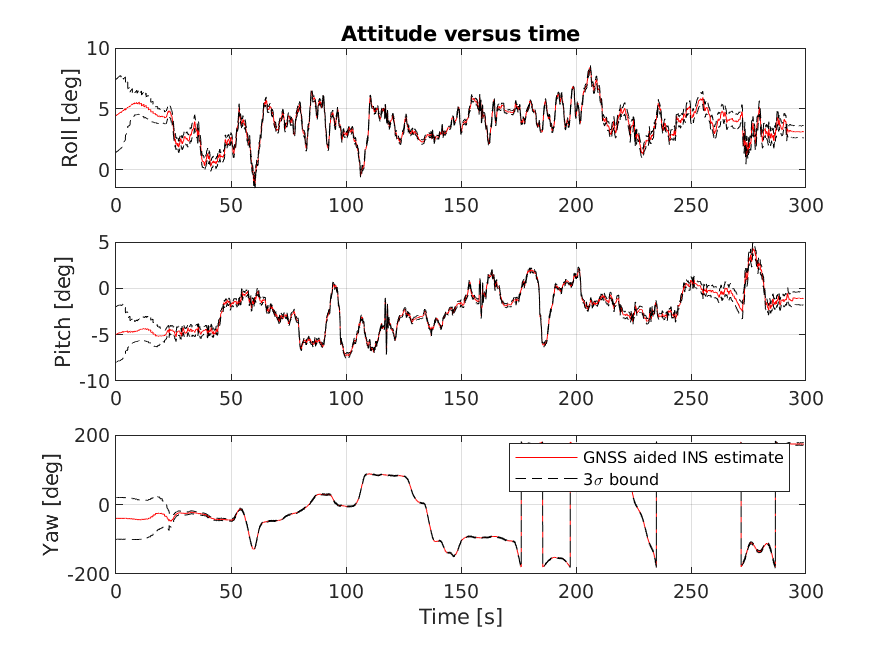 Attitude versus time
Roll [deg]
10
5
0
0 50 100 150 200 250 300
Pitch [deg]
5
0
-5
-10
0 50 100 150 200 250 300
Yaw [deg]
200
0
-200
GNSS aided INS estimate
3σ bound
0 50 100 150 200 250 300
Time [s]